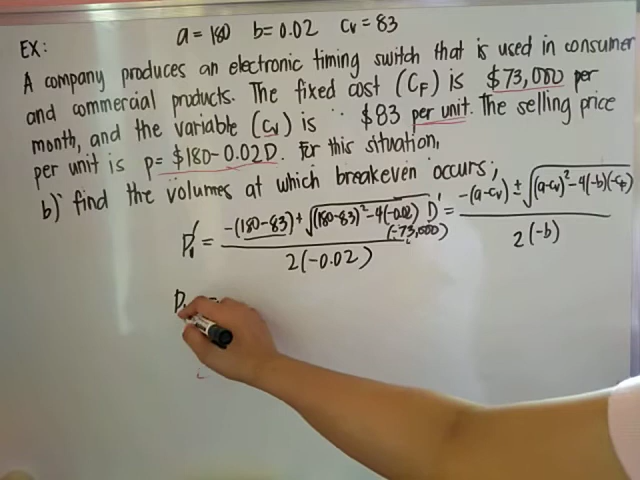 EX:
a = 180 b = 0.02 Cv = 83
A company produces an electronic timing switch that is used in consumer
and commercial products. The fixed cost (CF) is $73,000 per
month, and the variable (Cv) is $83 per unit. The selling price
per unit is p = $180 - 0.02D. For this situation,
b) find the volumes at which breakeven occurs;
D₁' = (-(180-83) + √((180-83)² - 4(-0.02)(-73,000))) / 2(-0.02)
D' = (-(a-Cv) ± √((a-Cv)² - 4(-b)(-CF))) / 2(-b)
D₁